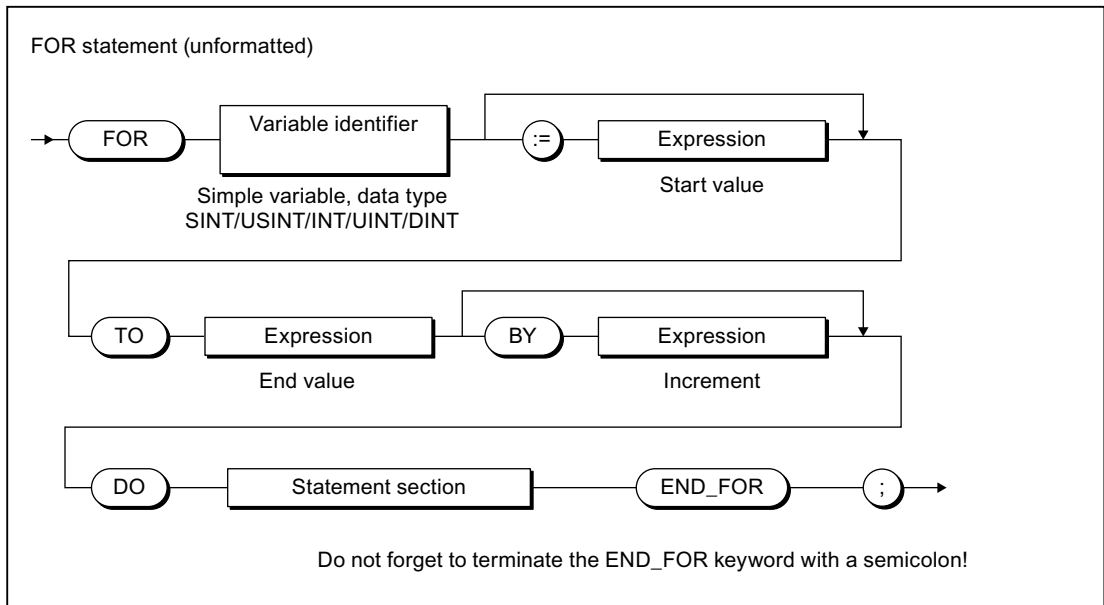 FOR statement (unformatted)
FOR
Variable identifier
:=
Expression
Simple variable, data type
SINT/USINT/INT/UINT/DINT
Start value
TO
Expression
BY
Expression
End value
Increment
DO
Statement section
END_FOR
;
Do not forget to terminate the END_FOR keyword with a semicolon!